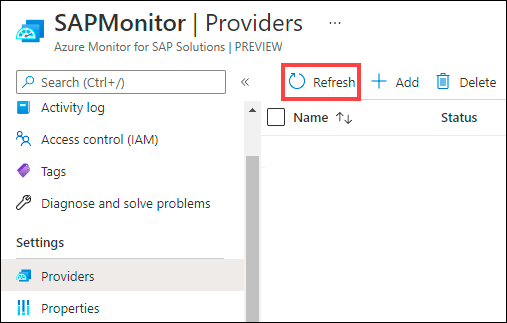 SAPMonitor | Providers ...
Azure Monitor for SAP Solutions | PREVIEW
Search (Ctrl+/) «
Refresh Add Delete
Activity log
Name ↑↓ Status
Access control (IAM)
Tags
Diagnose and solve problems
Settings
Providers
Properties